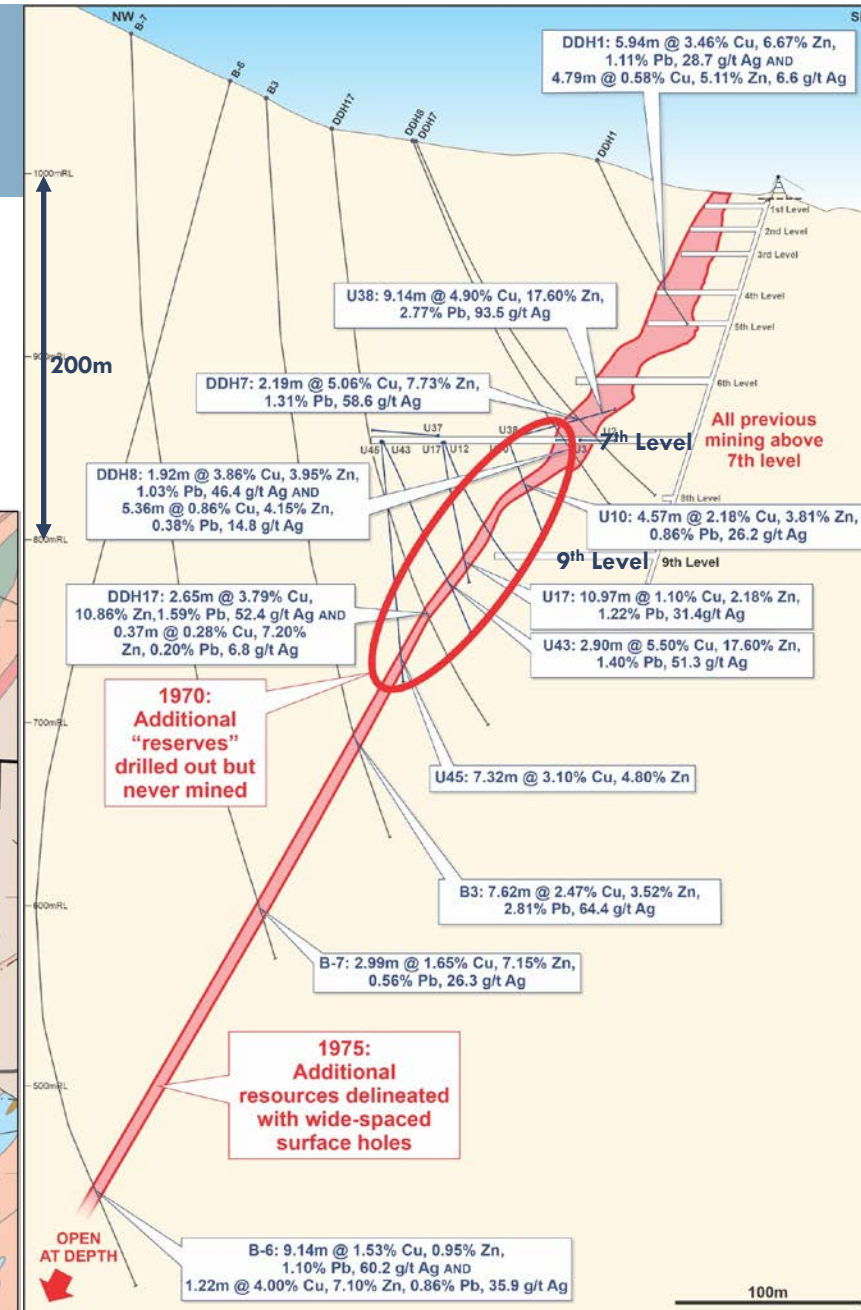 NW
B-7
B-6
B3
DDH17
DDH8
DDH7
DDH1
DDH1: 5.94m @ 3.46% Cu, 6.67% Zn,
1.11% Pb, 28.7 g/t Ag AND
4.79m @ 0.58% Cu, 5.11% Zn, 6.6 g/t Ag
1000mRL
1st Level
2nd Level
3rd Level
4th Level
5th Level
6th Level
U38: 9.14m @ 4.90% Cu, 17.60% Zn,
2.77% Pb, 93.5 g/t Ag
200m
DDH7: 2.19m @ 5.06% Cu, 7.73% Zn,
1.31% Pb, 58.6 g/t Ag
All previous
mining above
7th level
U37
U38
U45
U43
U17
U12
7th Level
8th Level
DDH8: 1.92m @ 3.86% Cu, 3.95% Zn,
1.03% Pb, 46.4 g/t Ag AND
5.36m @ 0.86% Cu, 4.15% Zn,
0.38% Pb, 14.8 g/t Ag
U10: 4.57m @ 2.18% Cu, 3.81% Zn,
0.86% Pb, 26.2 g/t Ag
800mRL
9th Level
9th Level
DDH17: 2.65m @ 3.79% Cu,
10.86% Zn,1.59% Pb, 52.4 g/t Ag AND
0.37m @ 0.28% Cu, 7.20%
Zn, 0.20% Pb, 6.8 g/t Ag
U17: 10.97m @ 1.10% Cu, 2.18% Zn,
1.22% Pb, 31.4g/t Ag
U43: 2.90m @ 5.50% Cu, 17.60% Zn,
1.40% Pb, 51.3 g/t Ag
1970:
Additional
“reserves”
drilled out but
never mined
700mRL
U45: 7.32m @ 3.10% Cu, 4.80% Zn
B3: 7.62m @ 2.47% Cu, 3.52% Zn,
2.81% Pb, 64.4 g/t Ag
600mRL
B-7: 2.99m @ 1.65% Cu, 7.15% Zn,
0.56% Pb, 26.3 g/t Ag
1975:
Additional
resources delineated
with wide-spaced
surface holes
500mRL
OPEN
AT DEPTH
B-6: 9.14m @ 1.53% Cu, 0.95% Zn,
1.10% Pb, 60.2 g/t Ag AND
1.22m @ 4.00% Cu, 7.10% Zn, 0.86% Pb, 35.9 g/t Ag
100m